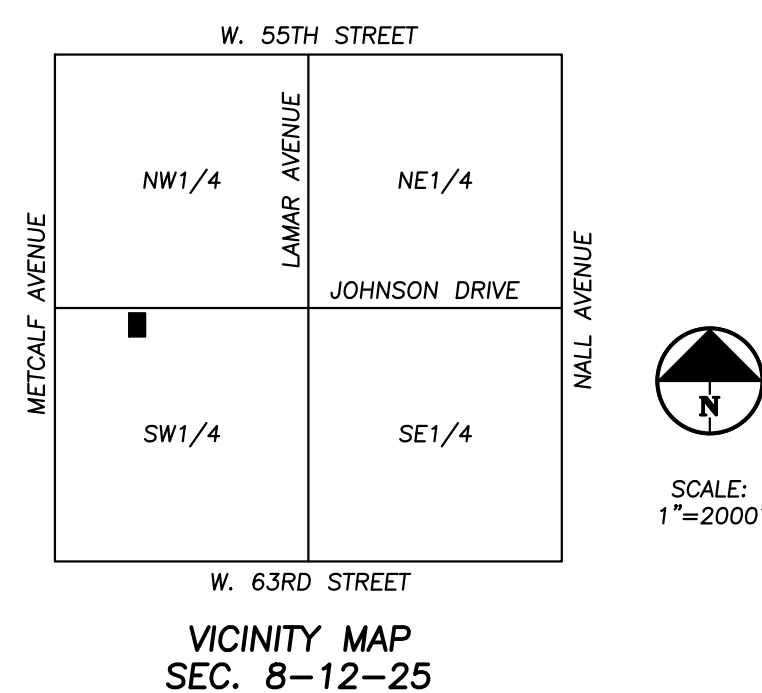 W. 55TH STREET
LAMAR AVENUE
NW1/4
NE1/4
METCALF AVENUE
JOHNSON DRIVE
NALL AVENUE
N
SW1/4
SE1/4
SCALE:
1"=2000'
W. 63RD STREET
VICINITY MAP
SEC. 8-12-25